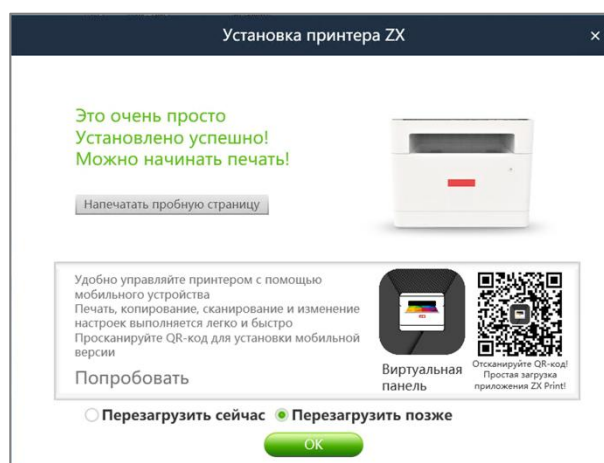 Установка принтера ZX
×
Это очень просто
Установлено успешно!
Можно начинать печать!
Напечатать пробную страницу
Удобно управляйте принтером с помощью
мобильного устройства
Печать, копирование, сканирование и изменение
настроек выполняется легко и быстро
Просканируйте QR-код для установки мобильной
версии
Попробовать
Виртуальная
панель
Отсканируйте QR-код!
Простая загрузка
приложения ZX Print!
Перезагрузить сейчас
Перезагрузить позже
OK